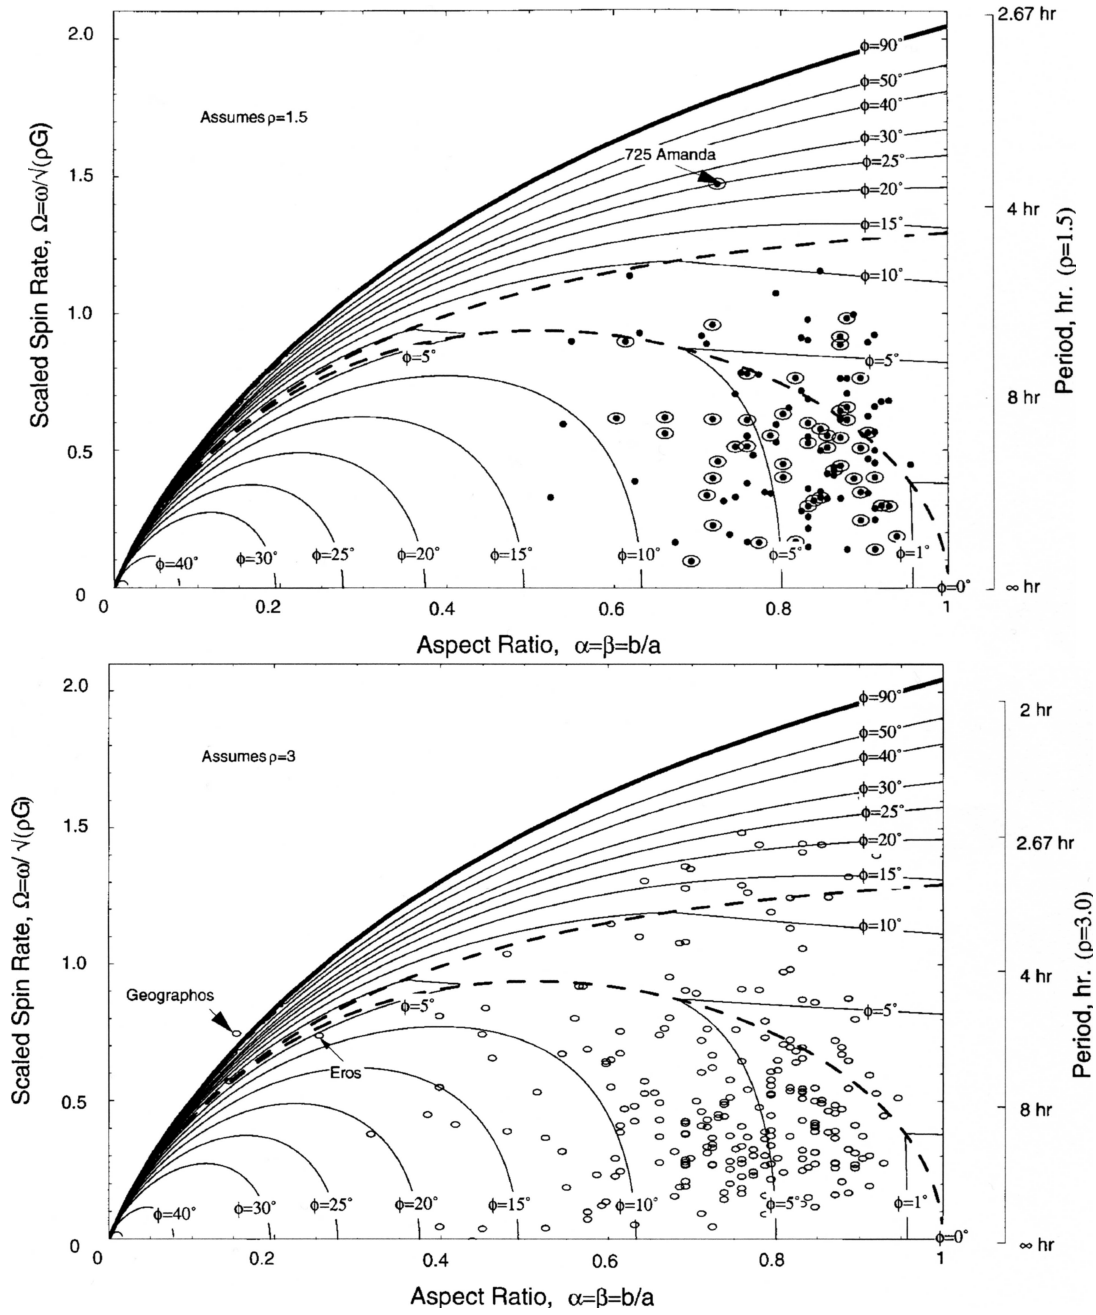 2.67 hr
2.0
ϕ=90°
ϕ=50°
ϕ=40°
Assumes ρ=1.5
ϕ=30°
725 Amanda
ϕ=25°
1.5
ϕ=20°
4 hr
ϕ=15°
ϕ=10°
1.0
ϕ=5°
ϕ=5°
8 hr
0.5
ϕ=40°
ϕ=30°
ϕ=25°
ϕ=20°
ϕ=15°
ϕ=10°
ϕ=5°
ϕ=1°
ϕ=0°
0
∞ hr
0
0.2
0.4
0.6
0.8
1
Scaled Spin Rate, Ω=ω/√(ρG)
Period, hr. (ρ=1.5)
Aspect Ratio, α=β=b/a
2.0
ϕ=90°
2 hr
ϕ=50°
Assumes ρ=3
ϕ=40°
ϕ=30°
ϕ=25°
1.5
ϕ=20°
2.67 hr
ϕ=15°
ϕ=10°
Geographos
1.0
4 hr
ϕ=5°
ϕ=5°
Eros
0.5
8 hr
ϕ=40°
ϕ=30°
ϕ=25°
ϕ=20°
ϕ=15°
ϕ=10°
ϕ=5°
ϕ=1°
ϕ=0°
0
∞ hr
0
0.2
0.4
0.6
0.8
1
Scaled Spin Rate, Ω=ω/√(ρG)
Period, hr. (ρ=3.0)
Aspect Ratio, α=β=b/a